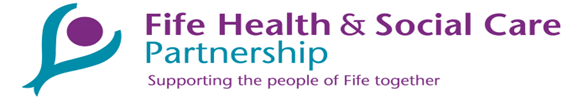 Fife Health & Social Care
Partnership
Supporting the people of Fife together